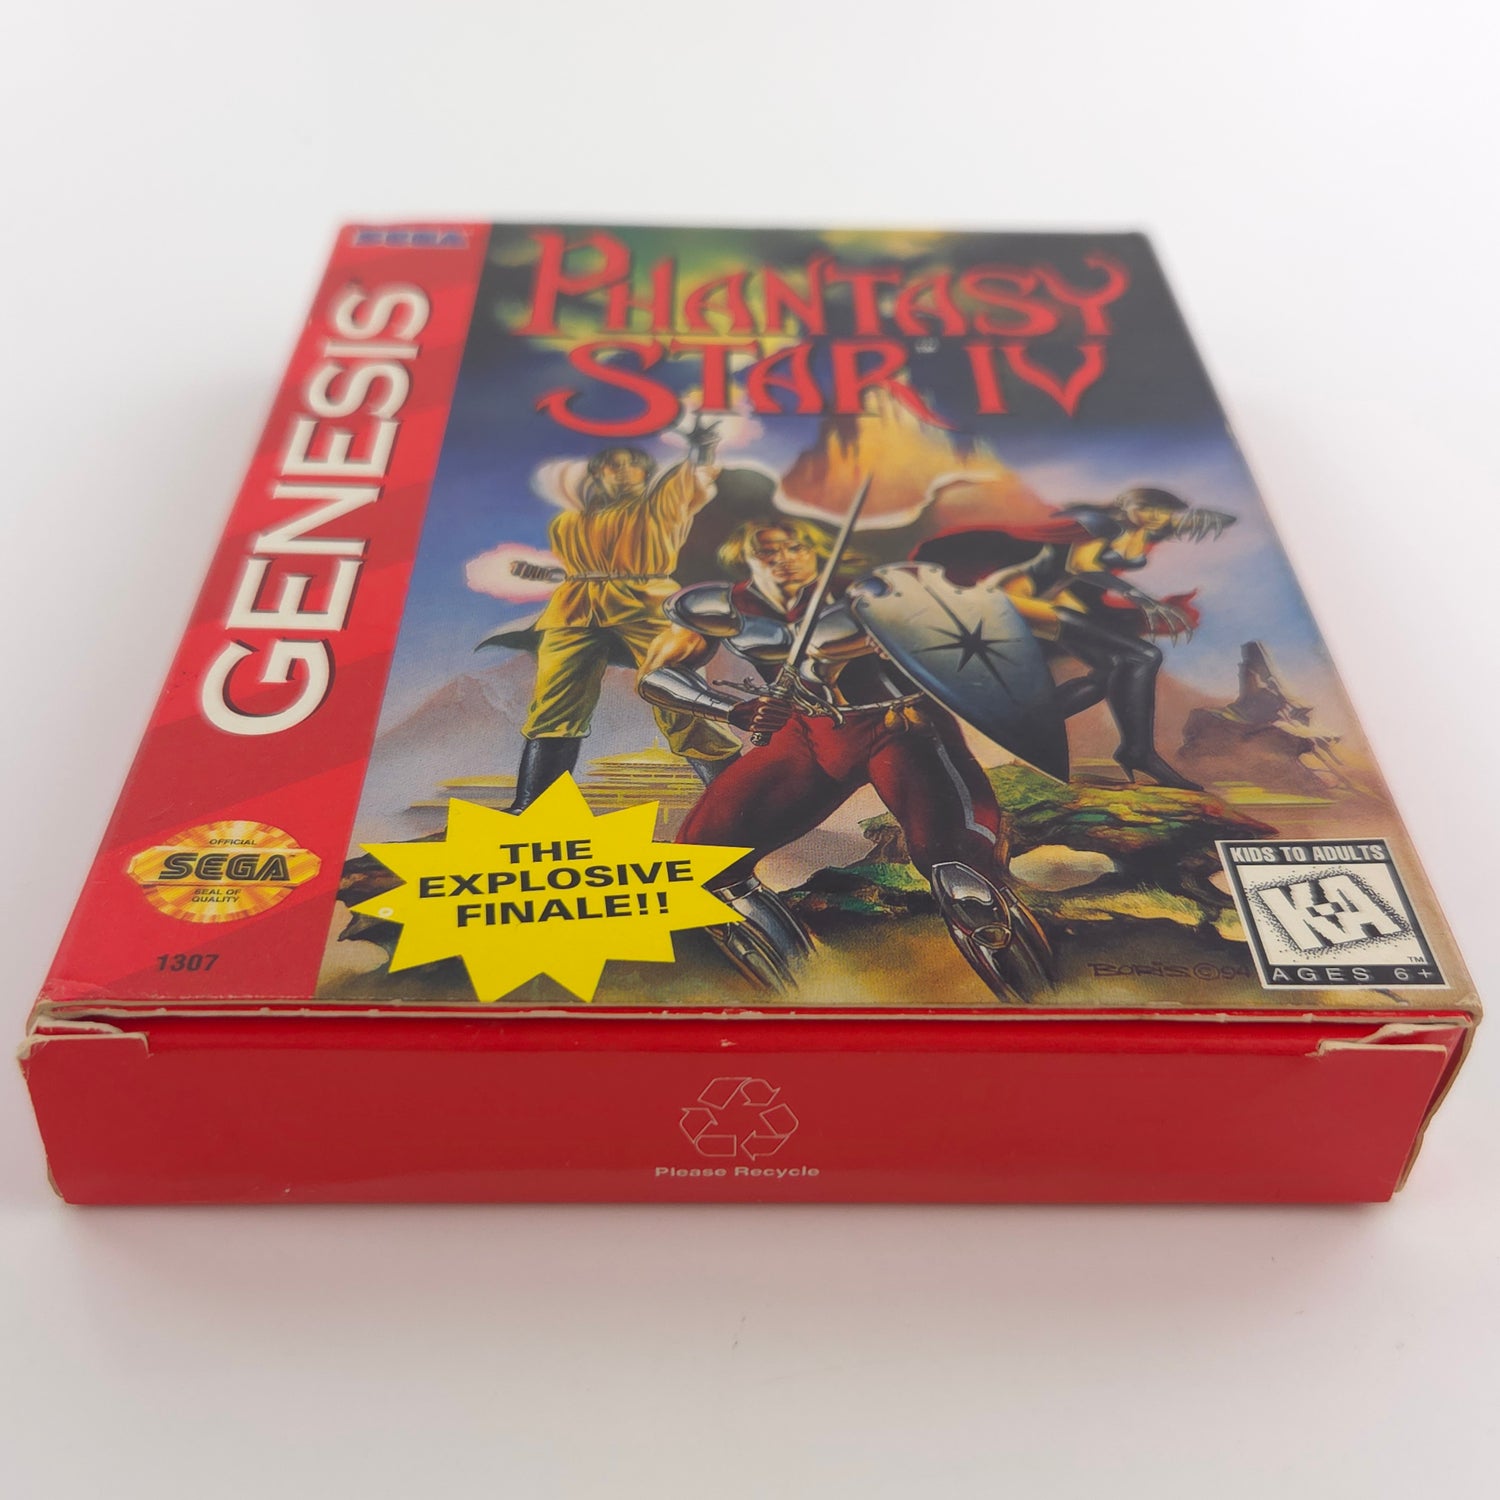 SEGA
GENESIS
PHANTASY
STAR IV
THE
EXPLOSIVE
FINALE!!
OFFICIAL
SEGA
SEAL OF
QUALITY
1307
KIDS TO ADULTS
K-A
AGES 6+
BORIS © 94
Please Recycle